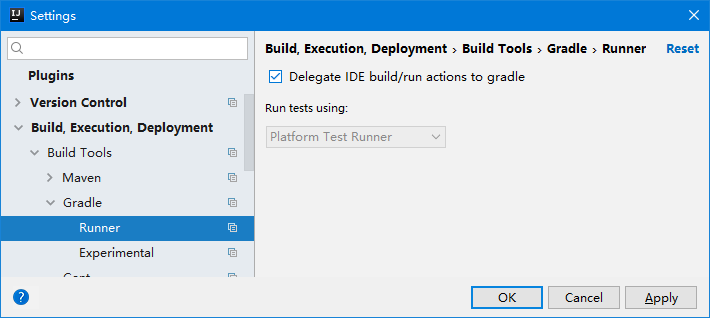 IJ
Settings
Plugins
Version Control
Build, Execution, Deployment
Build Tools
Maven
Gradle
Runner
Experimental
Build, Execution, Deployment › Build Tools › Gradle › Runner Reset
Delegate IDE build/run actions to gradle
Run tests using:
Platform Test Runner
? OK Cancel Apply